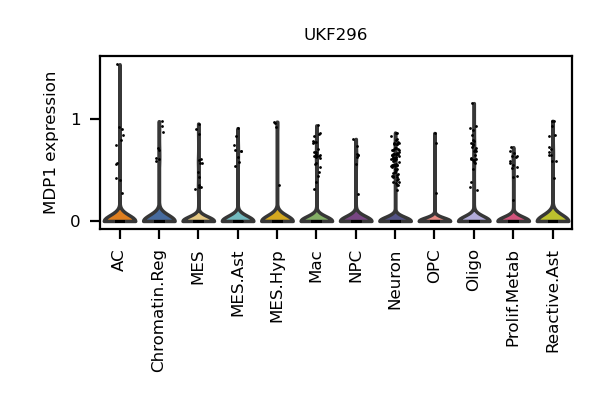 UKF296
MDP1 expression
1
0
AC
Chromatin.Reg
MES
MES.Ast
MES.Hyp
Mac
NPC
Neuron
OPC
Oligo
Prolif.Metab
Reactive.Ast